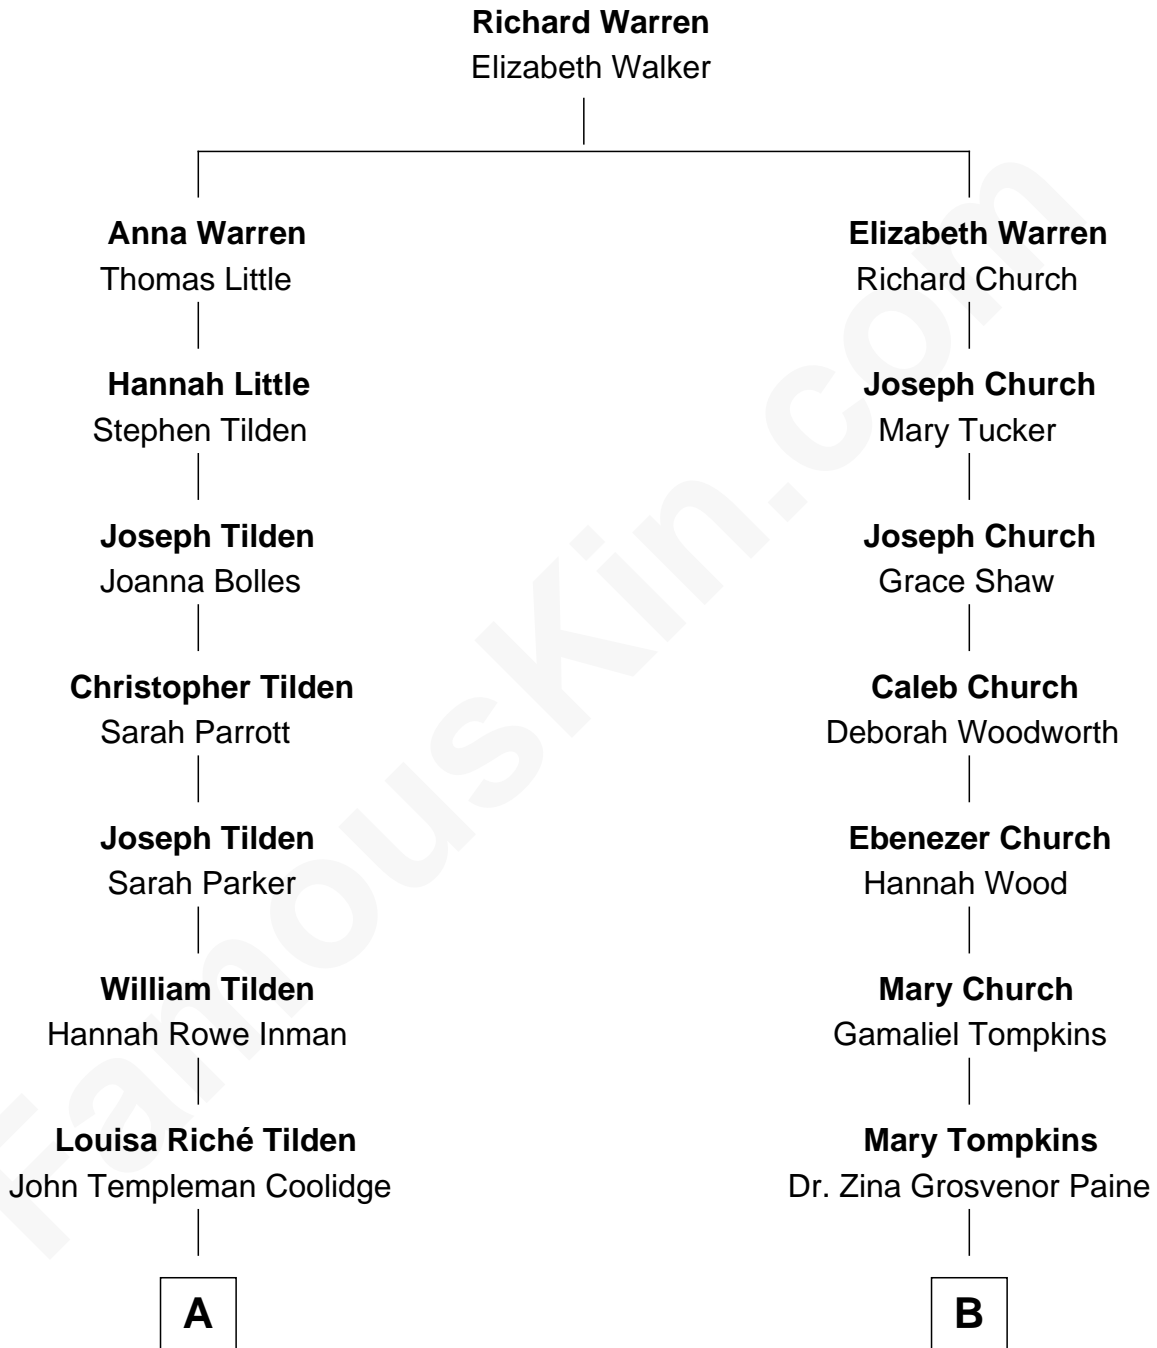 Richard Warren
Elizabeth Walker
Anna Warren
Thomas Little
Hannah Little
Stephen Tilden
Joseph Tilden
Joanna Bolles
Christopher Tilden
Sarah Parrott
Joseph Tilden
Sarah Parker
William Tilden
Hannah Rowe Inman
Louisa Riché Tilden
John Templeman Coolidge
A
Elizabeth Warren
Richard Church
Joseph Church
Mary Tucker
Joseph Church
Grace Shaw
Caleb Church
Deborah Woodworth
Ebenezer Church
Hannah Wood
Mary Church
Gamaliel Tompkins
Mary Tompkins
Dr. Zina Grosvenor Paine
B
FamousKin.com